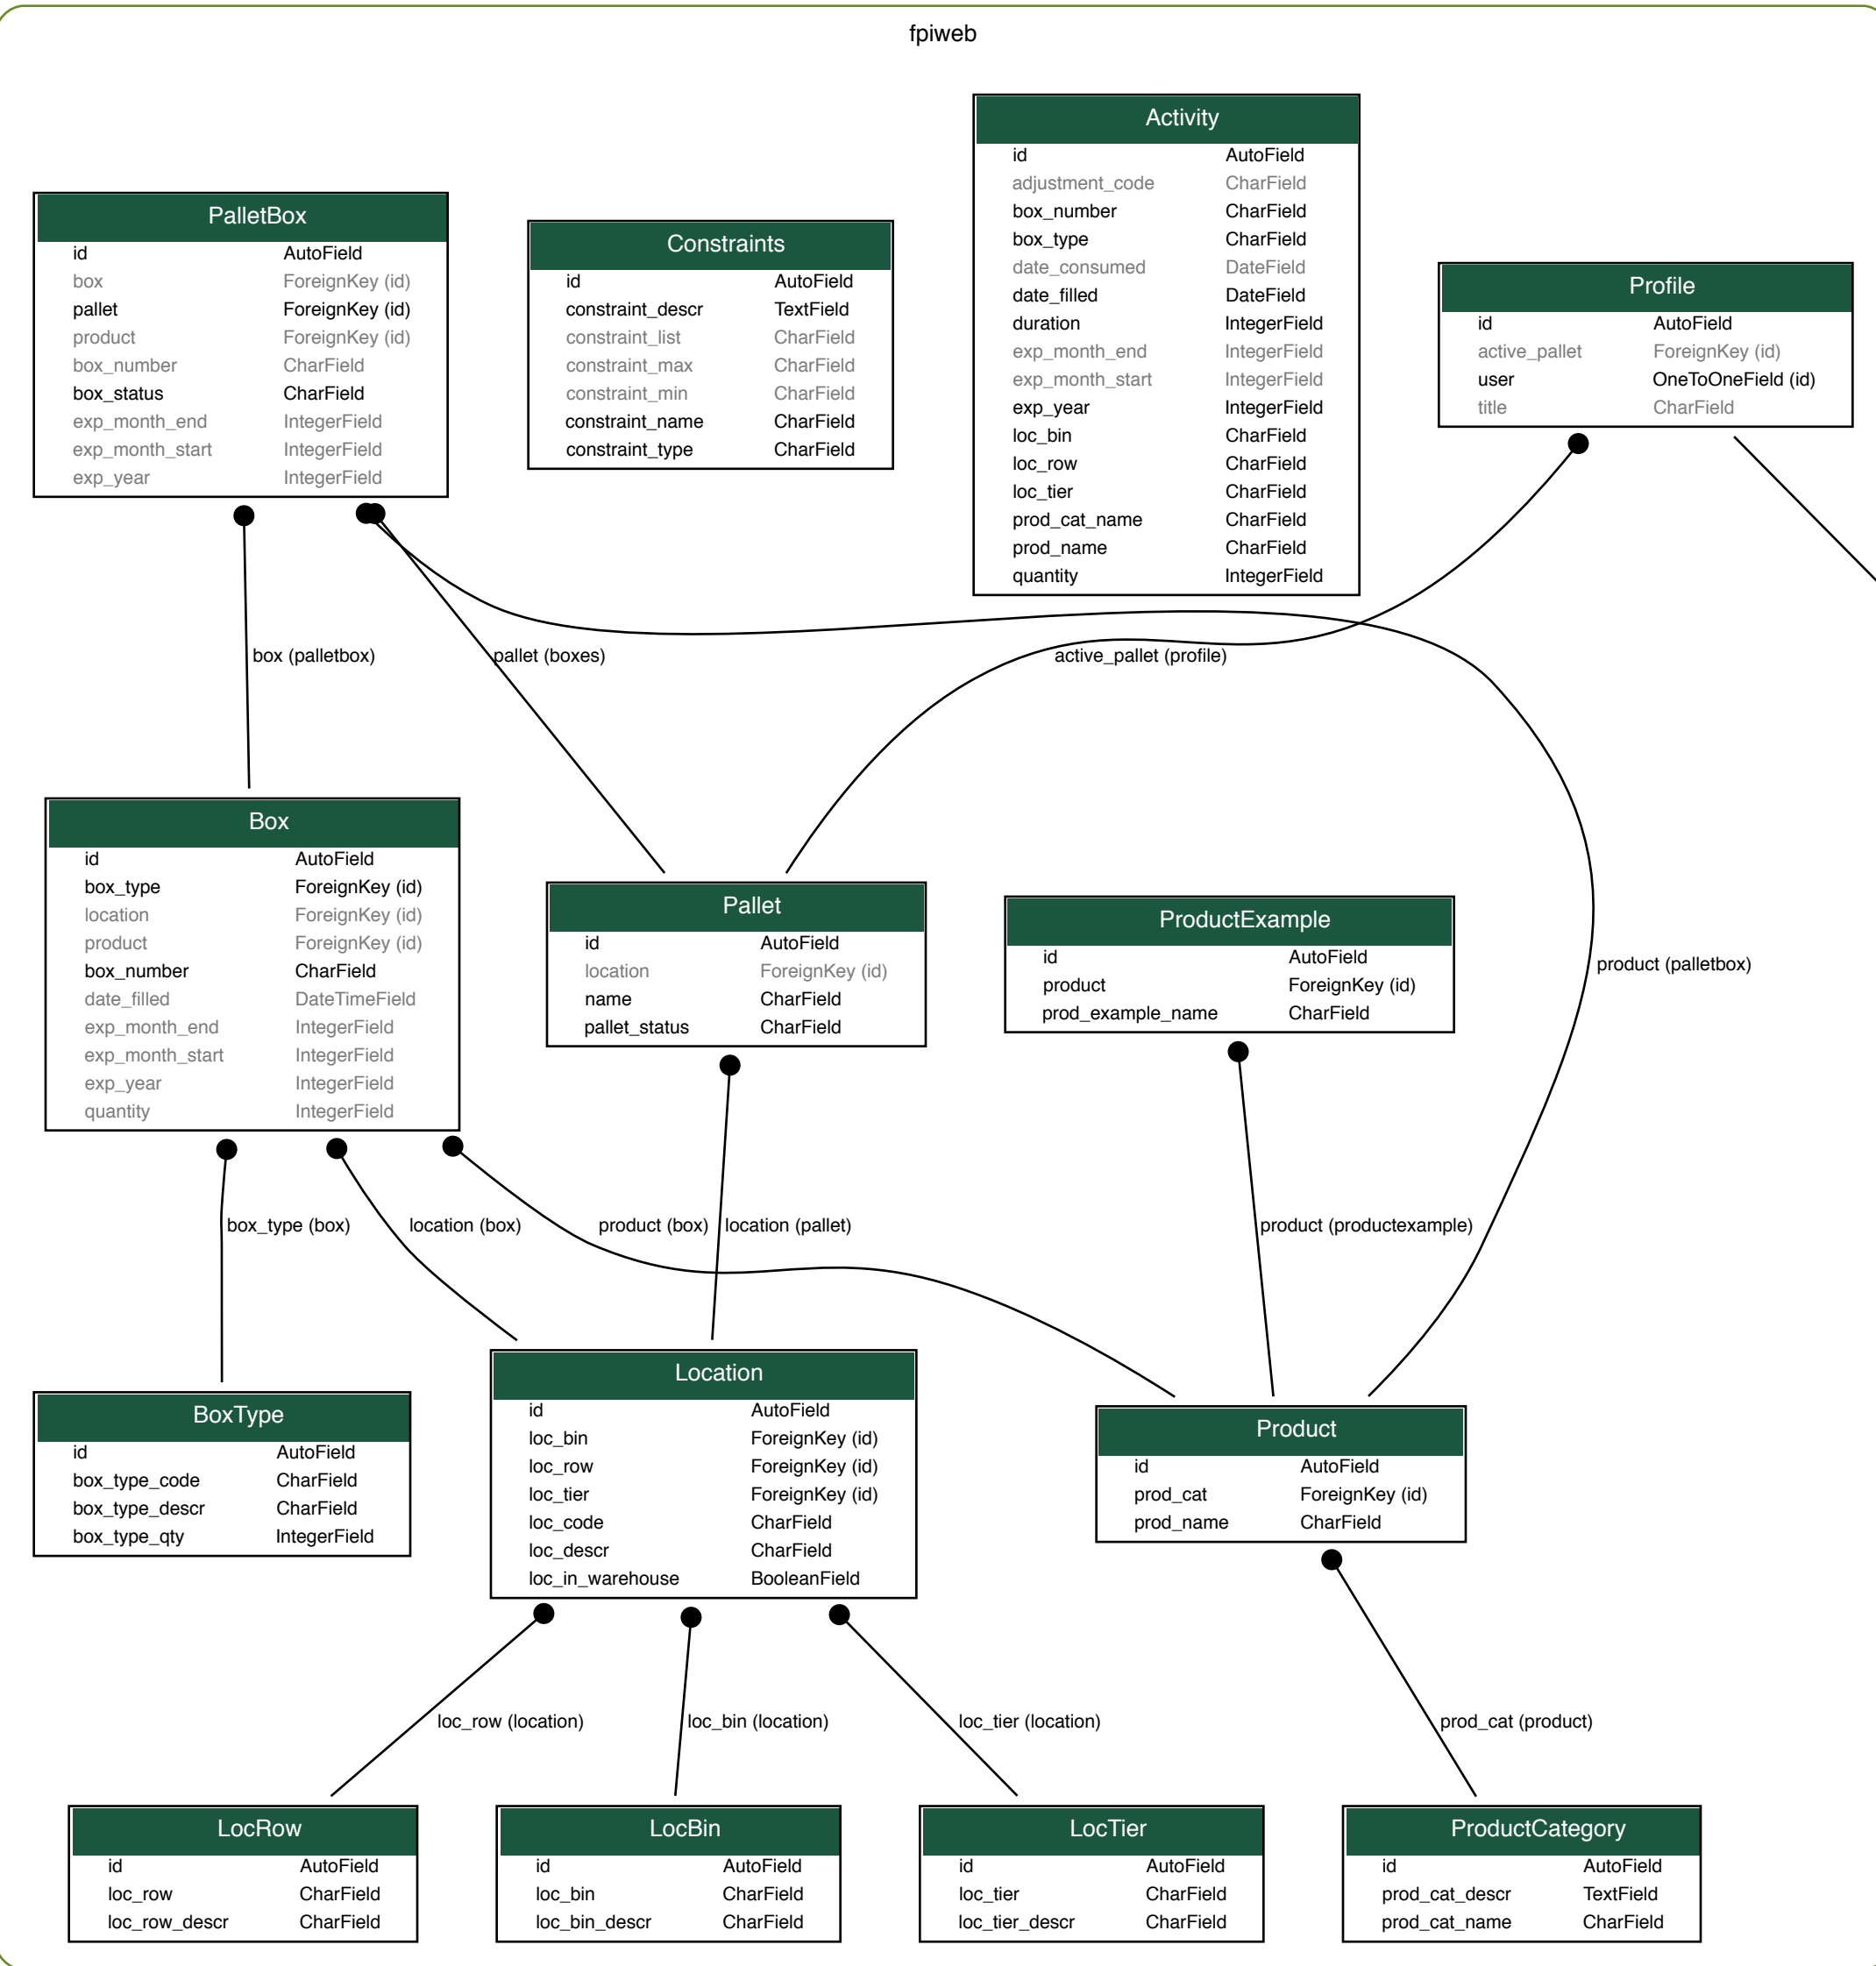 fpiweb
Activity
id AutoField
adjustment_code CharField
box_number CharField
box_type CharField
date_consumed DateField
date_filled DateField
duration IntegerField
exp_month_end IntegerField
exp_month_start IntegerField
exp_year IntegerField
loc_bin CharField
loc_row CharField
loc_tier CharField
prod_cat_name CharField
prod_name CharField
quantity IntegerField
PalletBox
id AutoField
box ForeignKey (id)
pallet ForeignKey (id)
product ForeignKey (id)
box_number CharField
box_status CharField
exp_month_end IntegerField
exp_month_start IntegerField
exp_year IntegerField
Constraints
id AutoField
constraint_descr TextField
constraint_list CharField
constraint_max CharField
constraint_min CharField
constraint_name CharField
constraint_type CharField
Profile
id AutoField
active_pallet ForeignKey (id)
user OneToOneField (id)
title CharField
box (palletbox)
pallet (boxes)
active_pallet (profile)
Box
id AutoField
box_type ForeignKey (id)
location ForeignKey (id)
product ForeignKey (id)
box_number CharField
date_filled DateTimeField
exp_month_end IntegerField
exp_month_start IntegerField
exp_year IntegerField
quantity IntegerField
Pallet
id AutoField
location ForeignKey (id)
name CharField
pallet_status CharField
ProductExample
id AutoField
product ForeignKey (id)
prod_example_name CharField
product (palletbox)
box_type (box)
location (box)
product (box)
location (pallet)
product (productexample)
BoxType
id AutoField
box_type_code CharField
box_type_descr CharField
box_type_qty IntegerField
Location
id AutoField
loc_bin ForeignKey (id)
loc_row ForeignKey (id)
loc_tier ForeignKey (id)
loc_code CharField
loc_descr CharField
loc_in_warehouse BooleanField
Product
id AutoField
prod_cat ForeignKey (id)
prod_name CharField
loc_row (location)
loc_bin (location)
loc_tier (location)
prod_cat (product)
LocRow
id AutoField
loc_row CharField
loc_row_descr CharField
LocBin
id AutoField
loc_bin CharField
loc_bin_descr CharField
LocTier
id AutoField
loc_tier CharField
loc_tier_descr CharField
ProductCategory
id AutoField
prod_cat_descr TextField
prod_cat_name CharField